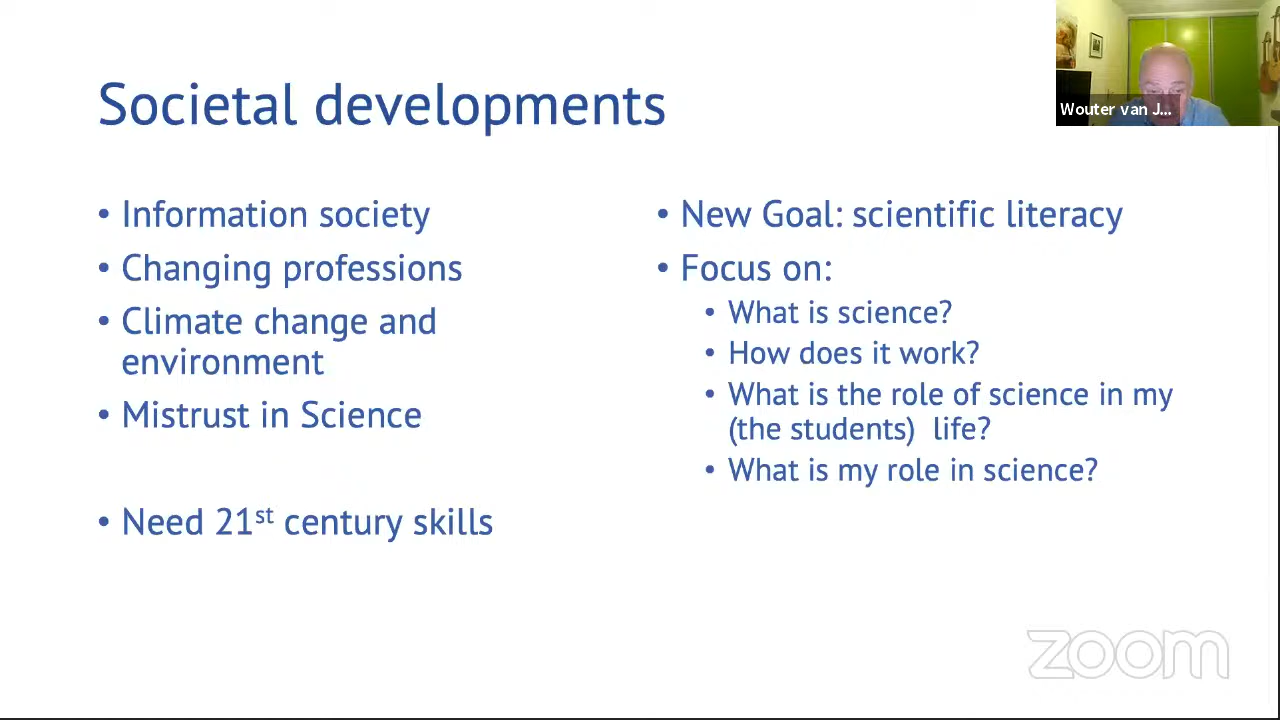 Societal developments
• Information society
• Changing professions
• Climate change and
environment
• Mistrust in Science
• Need 21st century skills
• New Goal: scientific literacy
• Focus on:
• What is science?
• How does it work?
• What is the role of science in my
(the students)  life?
• What is my role in science?
Wouter van J...
zoom